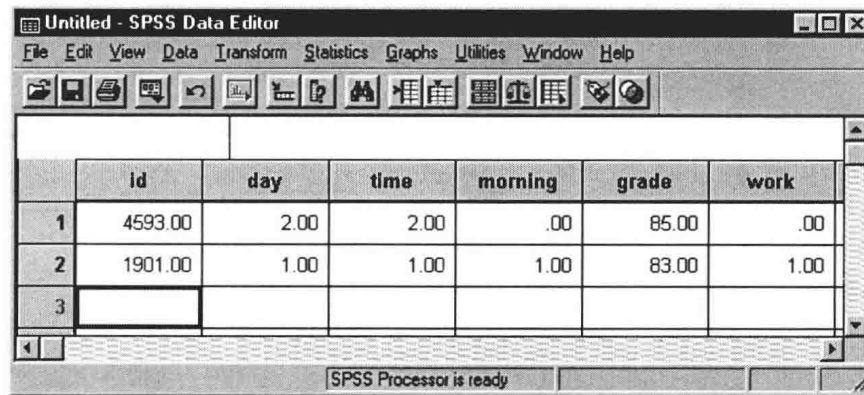 Untitled - SPSS Data Editor
File Edit View Data Transform Statistics Graphs Utilities Window Help
id day time morning grade work
1 4593.00 2.00 2.00 .00 85.00 .00
2 1901.00 1.00 1.00 1.00 83.00 1.00
3
SPSS Processor is ready